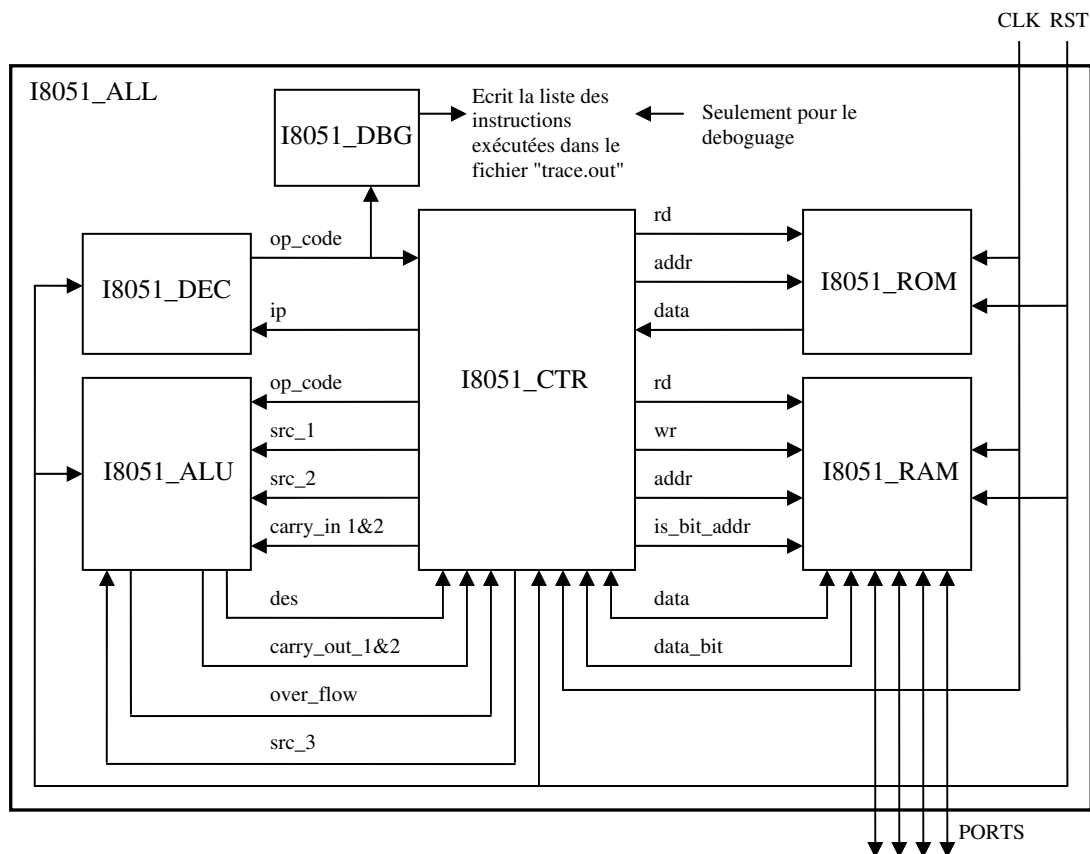 CLK RST
I8051_ALL
I8051_DBG
Ecrit la liste des
instructions
exécutées dans le
fichier "trace.out"
Seulement pour le
deboguage
op_code
I8051_DEC
ip
I8051_CTR
rd
addr
data
I8051_ROM
op_code
src_1
src_2
carry_in 1&2
I8051_ALU
rd
wr
addr
is_bit_addr
I8051_RAM
des
carry_out_1&2
over_flow
src_3
data
data_bit
PORTS